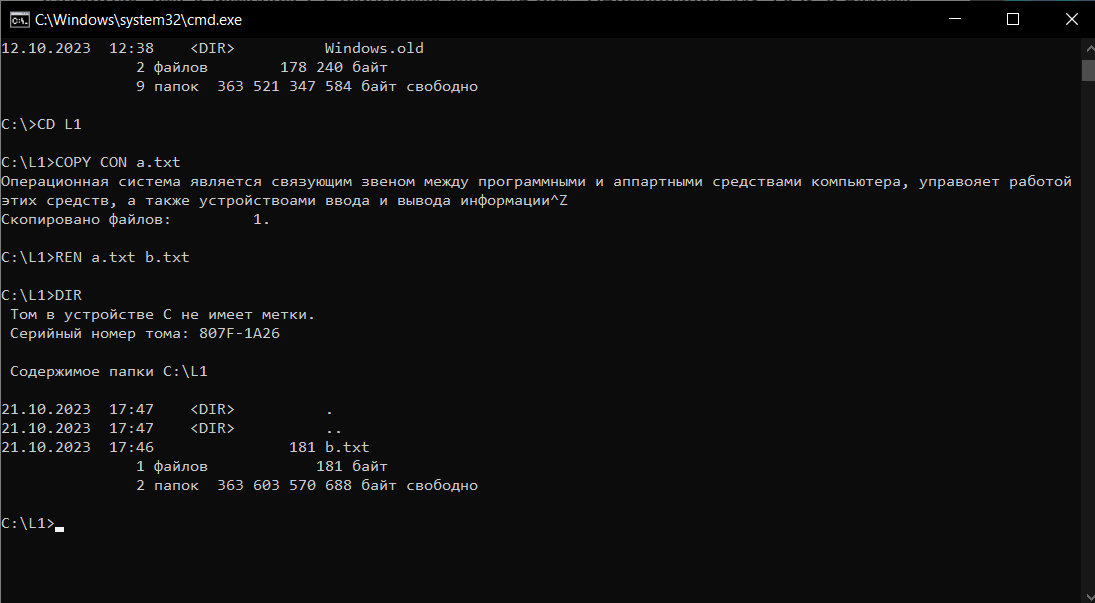 C:\Windows\system32\cmd.exe
12.10.2023  12:38    <DIR>          Windows.old
               2 файлов        178 240 байт
               9 папок  363 521 347 584 байт свободно
C:\>CD L1
C:\L1>COPY CON a.txt
Операционная система является связующим звеном между программными и аппартными средствами компьютера, управояет работой
этих средств, а также устройствоами ввода и вывода информации^Z
Скопировано файлов:         1.
C:\L1>REN a.txt b.txt
C:\L1>DIR
 Том в устройстве C не имеет метки.
 Серийный номер тома: 807F-1A26
 Содержимое папки C:\L1
21.10.2023  17:47    <DIR>          .
21.10.2023  17:47    <DIR>          ..
21.10.2023  17:46               181 b.txt
               1 файлов            181 байт
               2 папок  363 603 570 688 байт свободно
C:\L1>